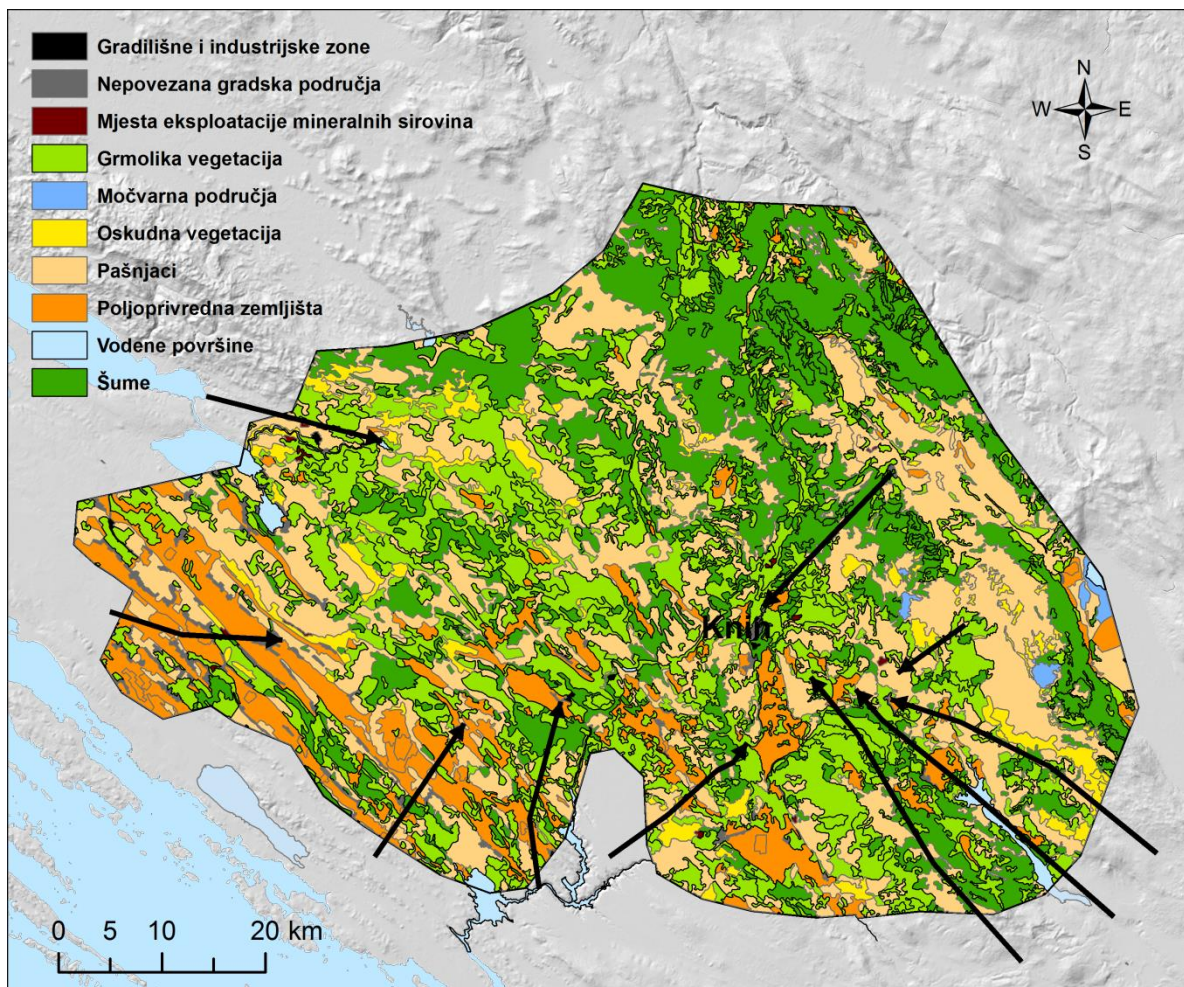 Gradilišne i industrijske zone
Nepovezana gradska područja
Mjesta eksploatacije mineralnih sirovina
Grmolika vegetacija
Močvarna područja
Oskudna vegetacija
Pašnjaci
Poljoprivredna zemljišta
Vodene površine
Šume
N
W E
S
Knin
0 5 10 20 km